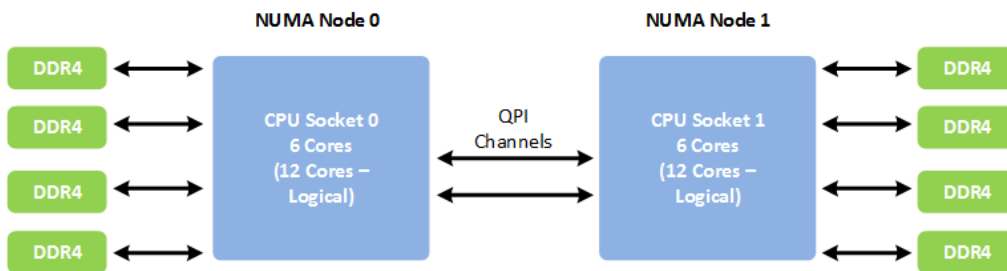 NUMA Node 0
NUMA Node 1
DDR4
DDR4
DDR4
DDR4
CPU Socket 0
6 Cores
(12 Cores –
Logical)
QPI
Channels
CPU Socket 1
6 Cores
(12 Cores –
Logical)
DDR4
DDR4
DDR4
DDR4